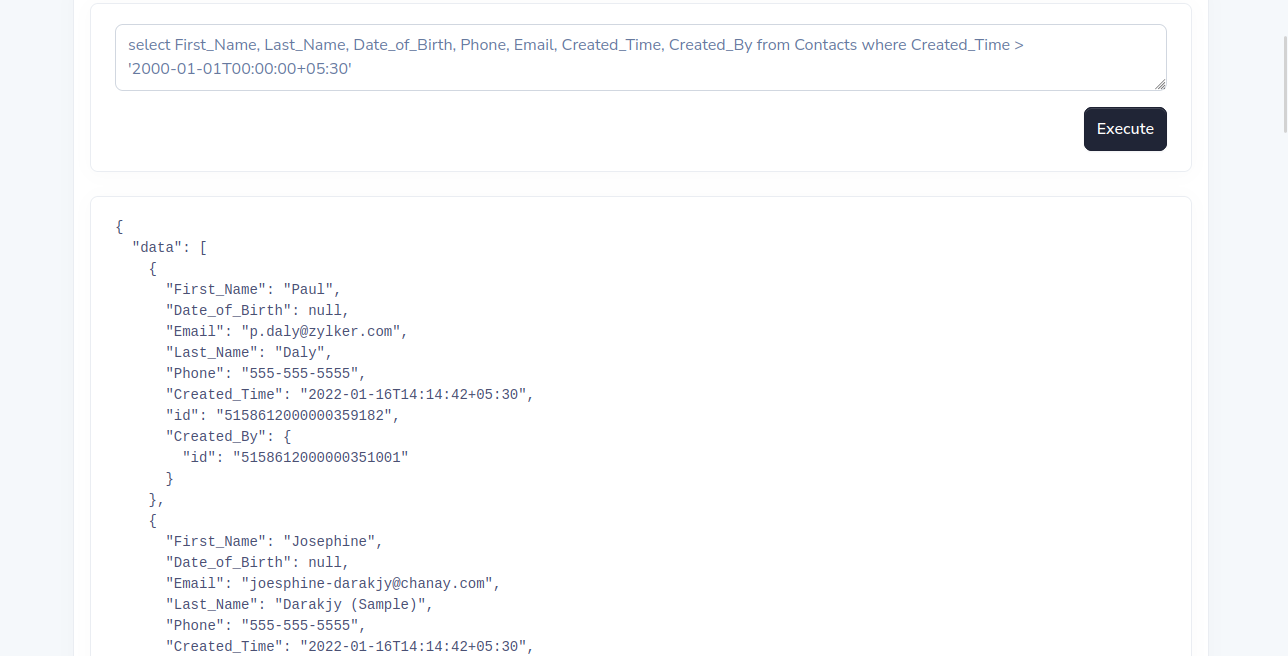 select First_Name, Last_Name, Date_of_Birth, Phone, Email, Created_Time, Created_By from Contacts where Created_Time >
'2000-01-01T00:00:00+05:30'
Execute
{
  "data": [
    {
      "First_Name": "Paul",
      "Date_of_Birth": null,
      "Email": "p.daly@zylker.com",
      "Last_Name": "Daly",
      "Phone": "555-555-5555",
      "Created_Time": "2022-01-16T14:14:42+05:30",
      "id": "5158612000000359182",
      "Created_By": {
        "id": "5158612000000351001"
      }
    },
    {
      "First_Name": "Josephine",
      "Date_of_Birth": null,
      "Email": "joesphine-darakjy@chanay.com",
      "Last_Name": "Darakjy (Sample)",
      "Phone": "555-555-5555",
      "Created_Time": "2022-01-16T14:14:42+05:30",